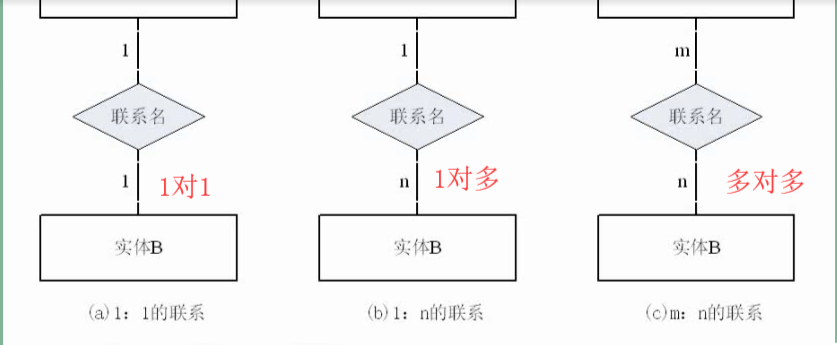 1 1 m
联系名 联系名 联系名
1 1对1 n 1对多 n 多对多
实体B 实体B 实体B
(a)1：1的联系 (b)1：n的联系 (c)m：n的联系